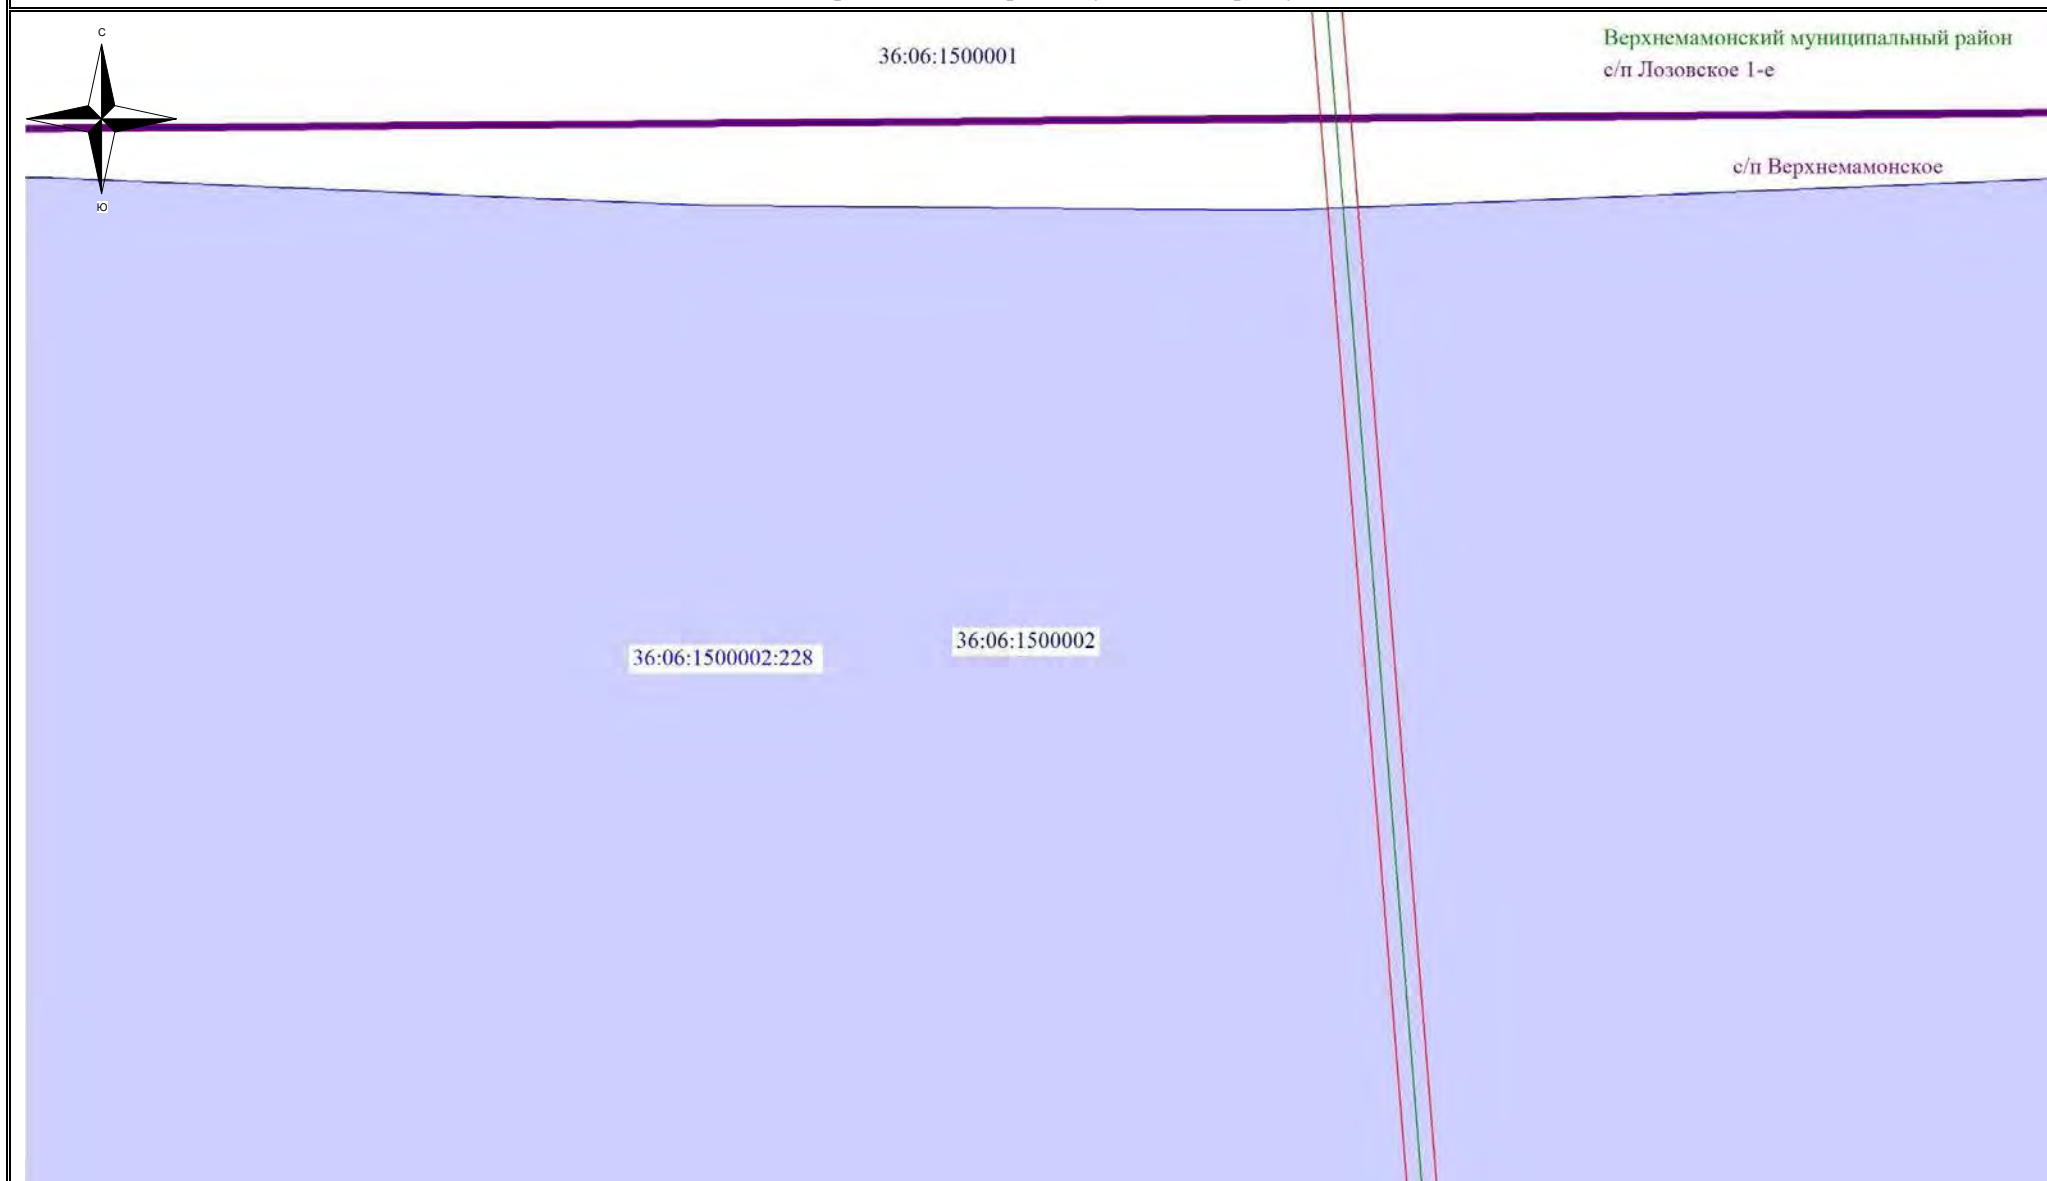 С
36:06:1500001
Верхнемамонский муниципальный район
с/п Лозовское 1-е
с/п Верхнемамонское
Ю
36:06:1500002
36:06:1500002:228